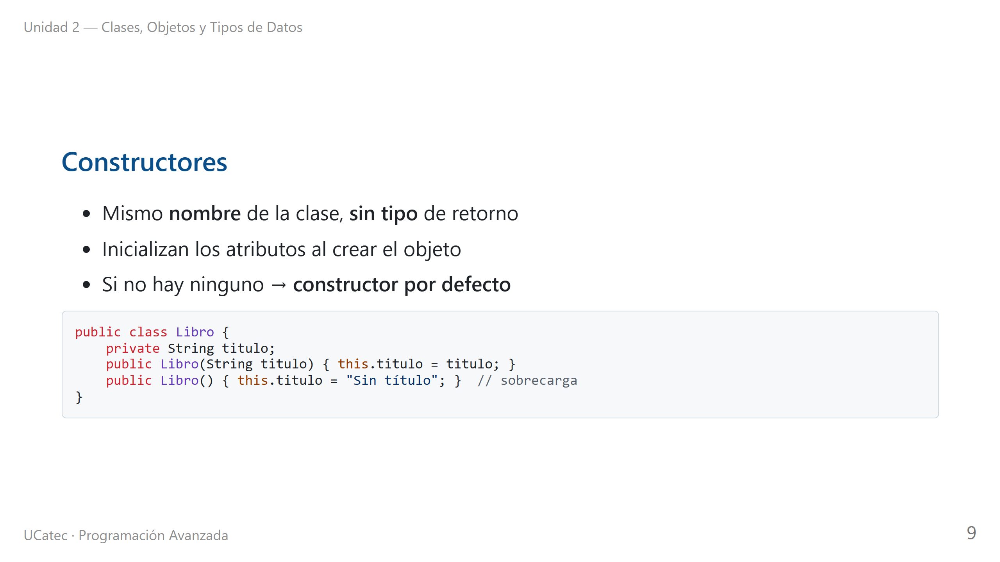 Unidad 2 — Clases, Objetos y Tipos de Datos
Constructores
• Mismo nombre de la clase, sin tipo de retorno
• Inicializan los atributos al crear el objeto
• Si no hay ninguno → constructor por defecto
public class Libro {
    private String titulo;
    public Libro(String titulo) { this.titulo = titulo; }
    public Libro() { this.titulo = "Sin título"; }  // sobrecarga
}
UCatec · Programación Avanzada
9